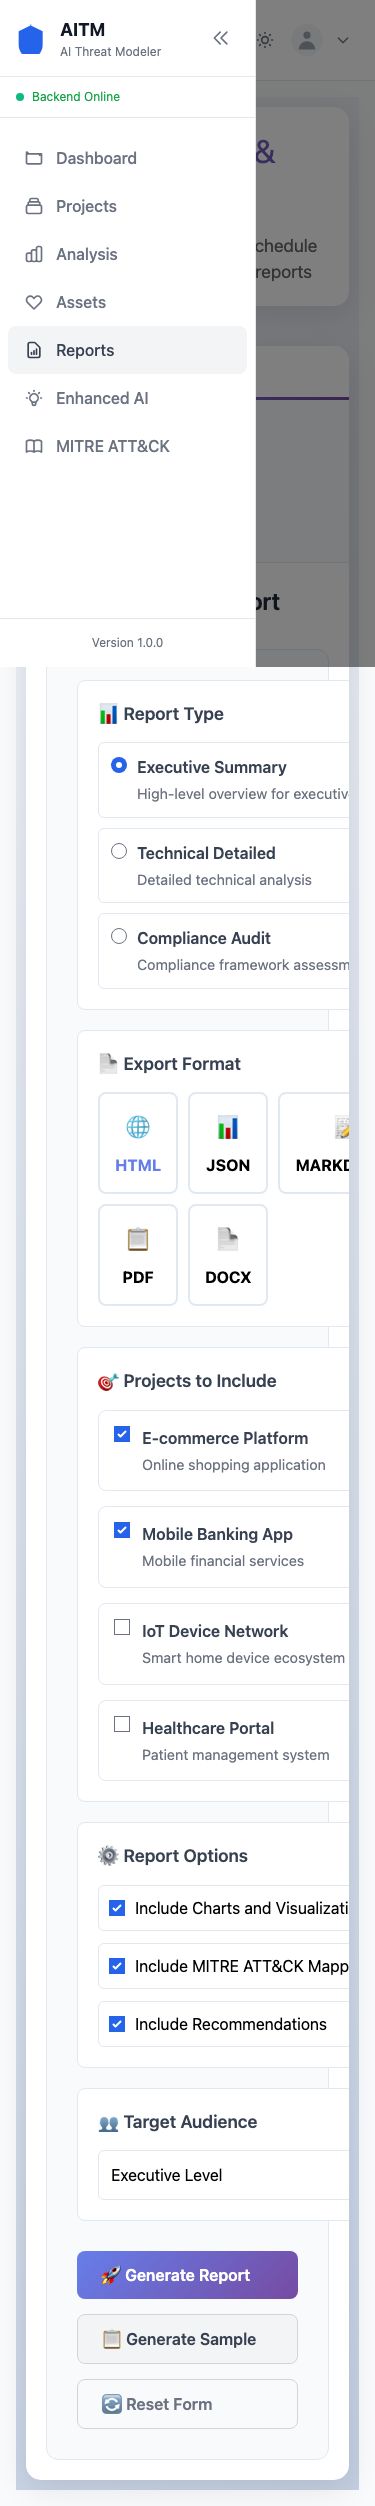 AITM
AI Threat Modeler
Backend Online
Dashboard
Projects
Analysis
Assets
Reports
Enhanced AI
MITRE ATT&CK
Version 1.0.0
&
chedule
reports
ort
Report Type
Executive Summary
High-level overview for executiv
Technical Detailed
Detailed technical analysis
Compliance Audit
Compliance framework assessm
Export Format
HTML
JSON
MARKD
PDF
DOCX
Projects to Include
E-commerce Platform
Online shopping application
Mobile Banking App
Mobile financial services
IoT Device Network
Smart home device ecosystem
Healthcare Portal
Patient management system
Report Options
Include Charts and Visualizati
Include MITRE ATT&CK Mapp
Include Recommendations
Target Audience
Executive Level
Generate Report
Generate Sample
Reset Form